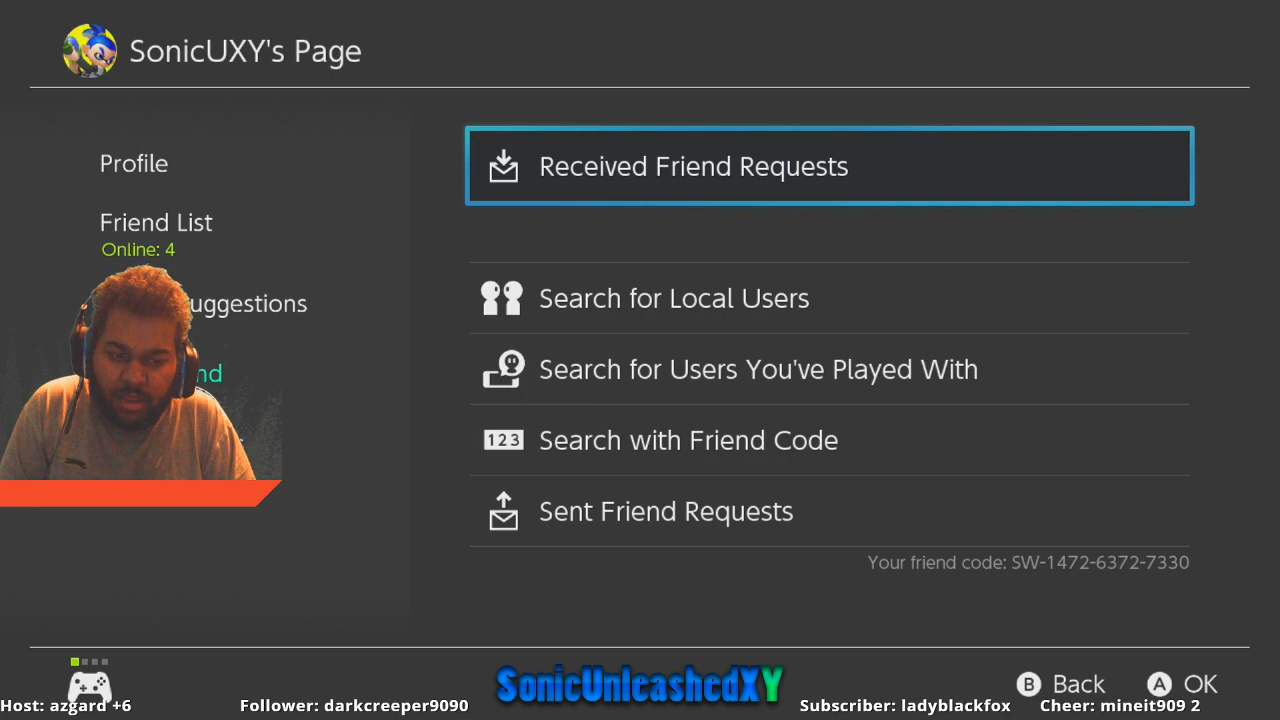 SonicUXY's Page
Profile
Friend List
Online: 4
uggestions
nd
Received Friend Requests
Search for Local Users
Search for Users You've Played With
123
Search with Friend Code
Sent Friend Requests
Your friend code: SW-1472-6372-7330
SonicUnleashedXY
B Back
A OK
Host: azgard +6
Follower: darkcreeper9090
Subscriber: ladyblackfox
Cheer: mineit909 2